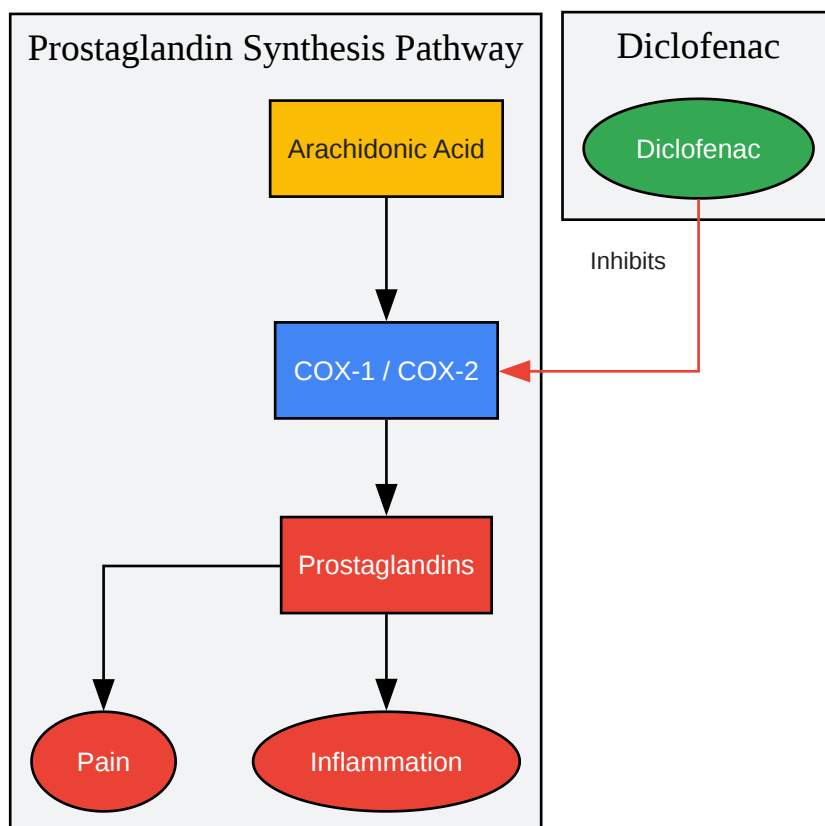 Prostaglandin Synthesis Pathway
Arachidonic Acid
COX-1 / COX-2
Prostaglandins
Pain
Inflammation
Diclofenac
Diclofenac
Inhibits